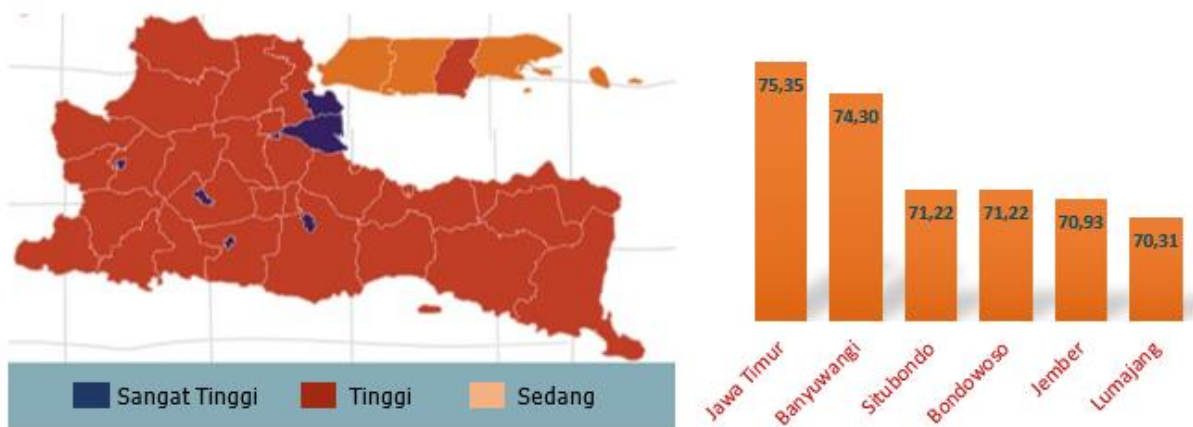 Sangat Tinggi
Tinggi
Sedang
75,35
74,30
71,22
71,22
70,93
70,31
Jawa Timur
Banyuwangi
Situbondo
Bondowoso
Jember
Lumajang